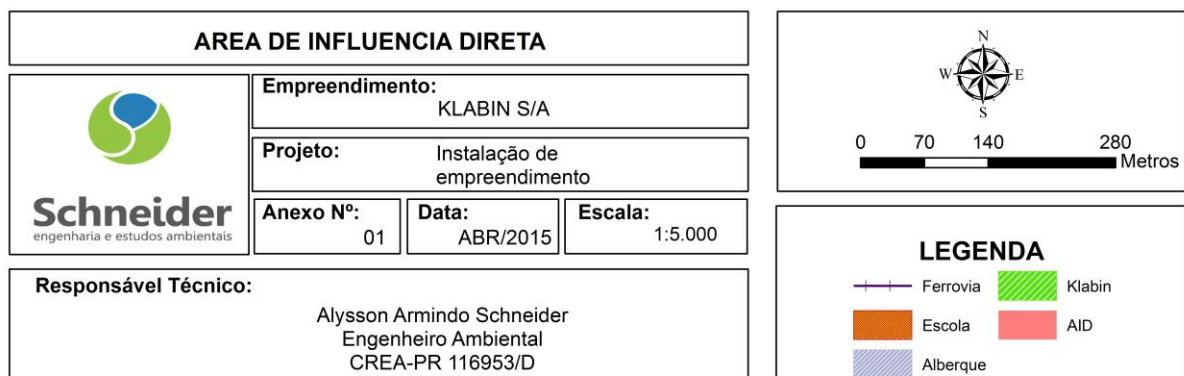 AREA DE INFLUENCIA DIRETA
Schneider
engenharia e estudos ambientais
Empreendimento:
KLABIN S/A
Projeto:
Instalação de
empreendimento
Anexo Nº:
01
Data:
ABR/2015
Escala:
1:5.000
Responsável Técnico:
Alysson Armindo Schneider
Engenheiro Ambiental
CREA-PR 116953/D
N
W E
S
0 70 140 280
Metros
LEGENDA
Ferrovia Klabin
Escola AID
Alberque